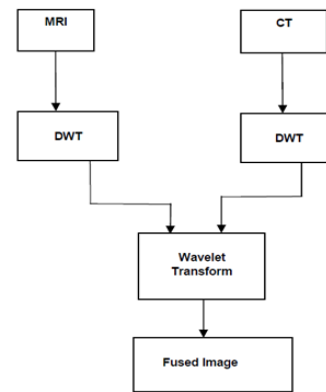 MRI
CT
DWT
DWT
Wavelet
Transform
Fused Image